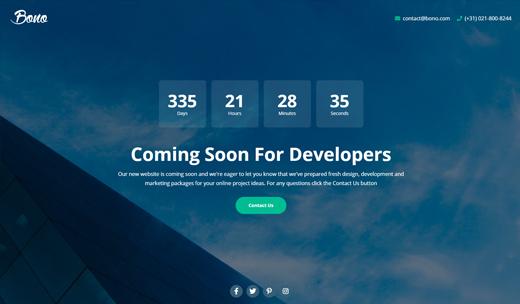 Bono
contact@bono.com (+31) 021-800-8244
335 21 28 35
Days Hours Minutes Seconds
Coming Soon For Developers
Our new website is coming soon and we're eager to let you know that we've prepared fresh design, development and
marketing packages for your online project ideas. For any questions click the Contact Us button
Contact Us